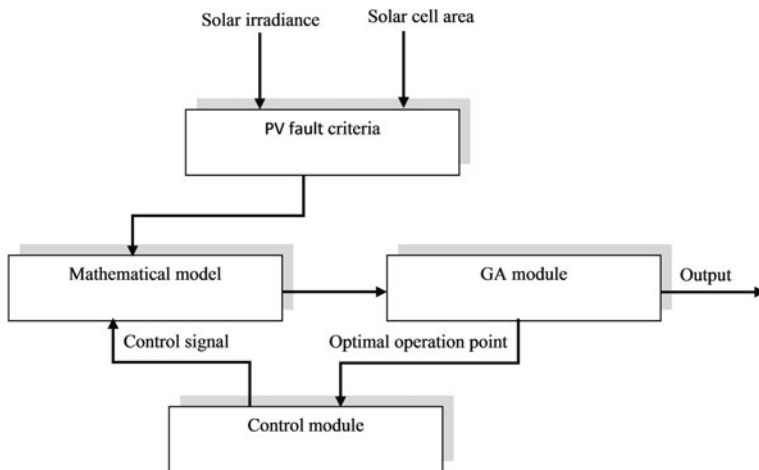 Solar irradiance
Solar cell area
PV fault criteria
Mathematical model
GA module
Output
Control signal
Optimal operation point
Control module